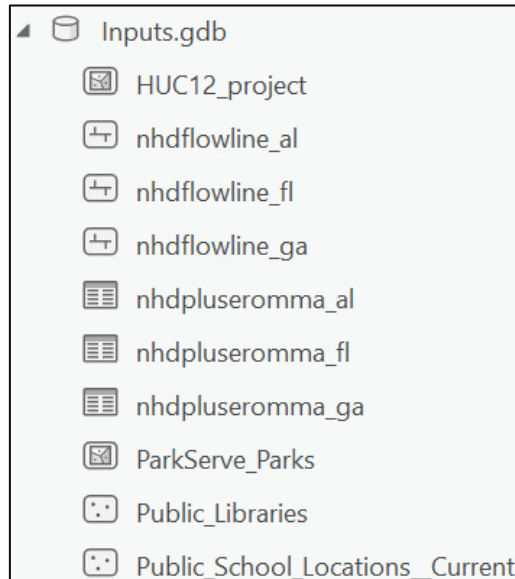 Inputs.gdb
HUC12_project
nhdflowline_al
nhdflowline_fl
nhdflowline_ga
nhdpluseromma_al
nhdpluseromma_fl
nhdpluseromma_ga
ParkServe_Parks
Public_Libraries
Public_School_Locations__Current